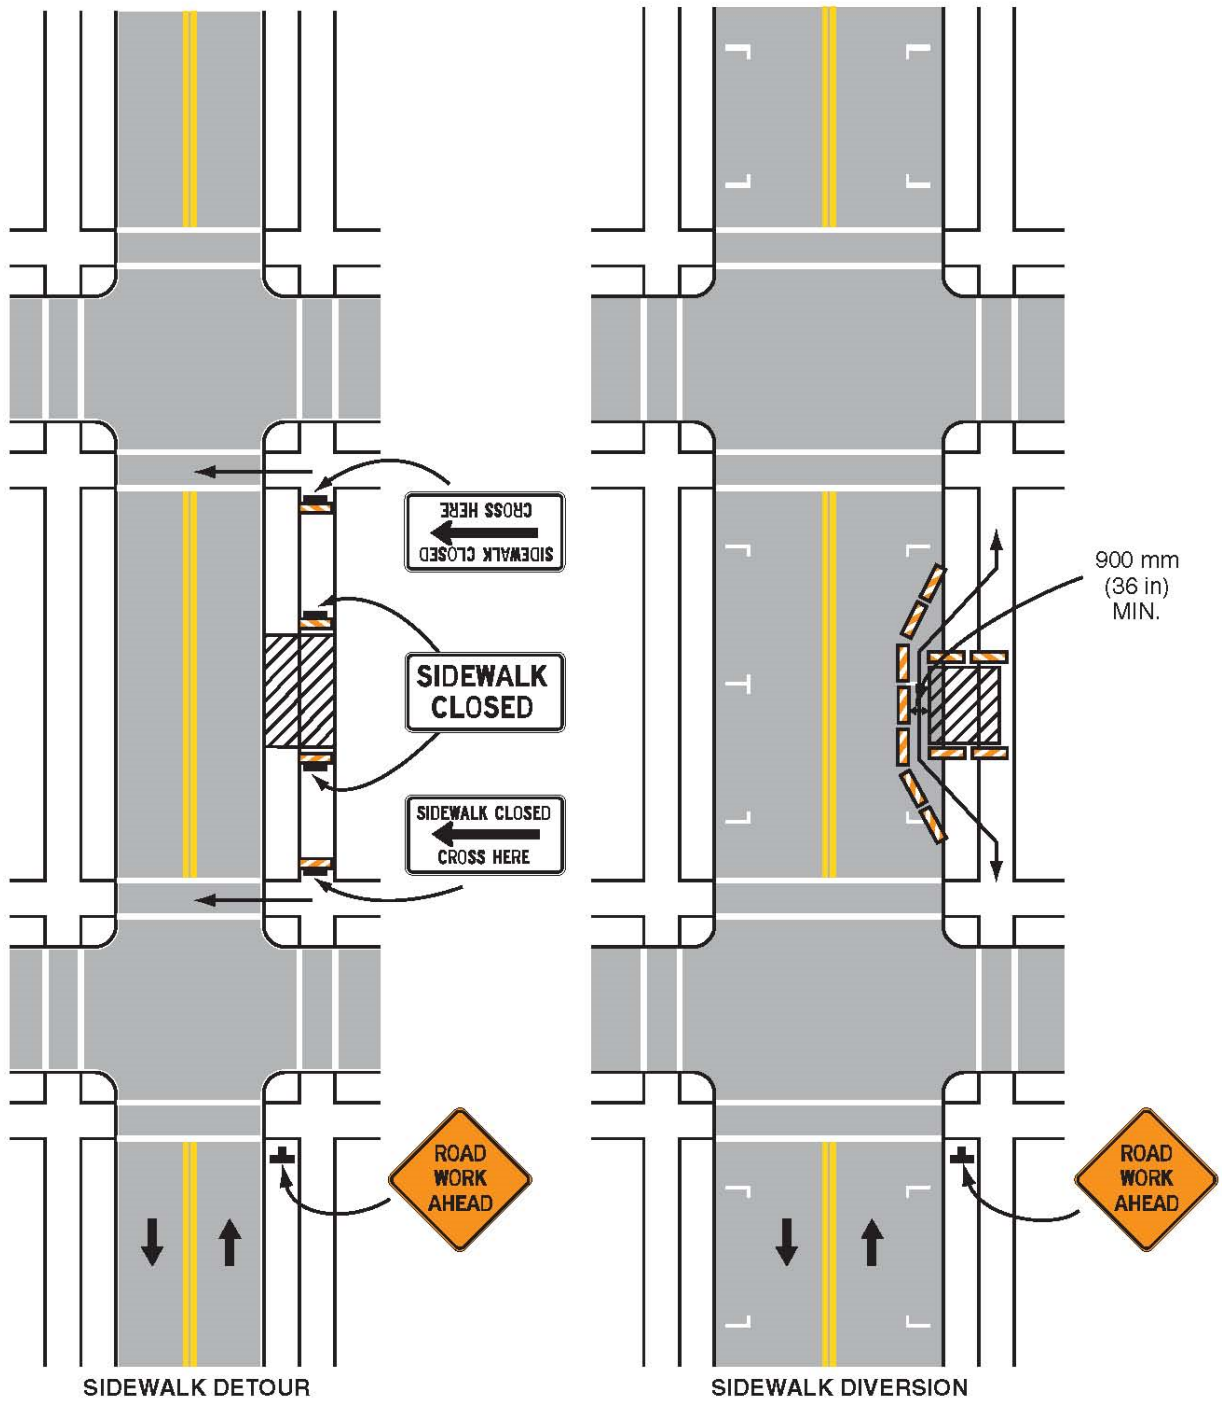 CROSS HERE
SIDEWALK CLOSED
900 mm
(36 in)
MIN.
SIDEWALK
CLOSED
SIDEWALK CLOSED
CROSS HERE
ROAD
WORK
AHEAD
ROAD
WORK
AHEAD
SIDEWALK DETOUR
SIDEWALK DIVERSION